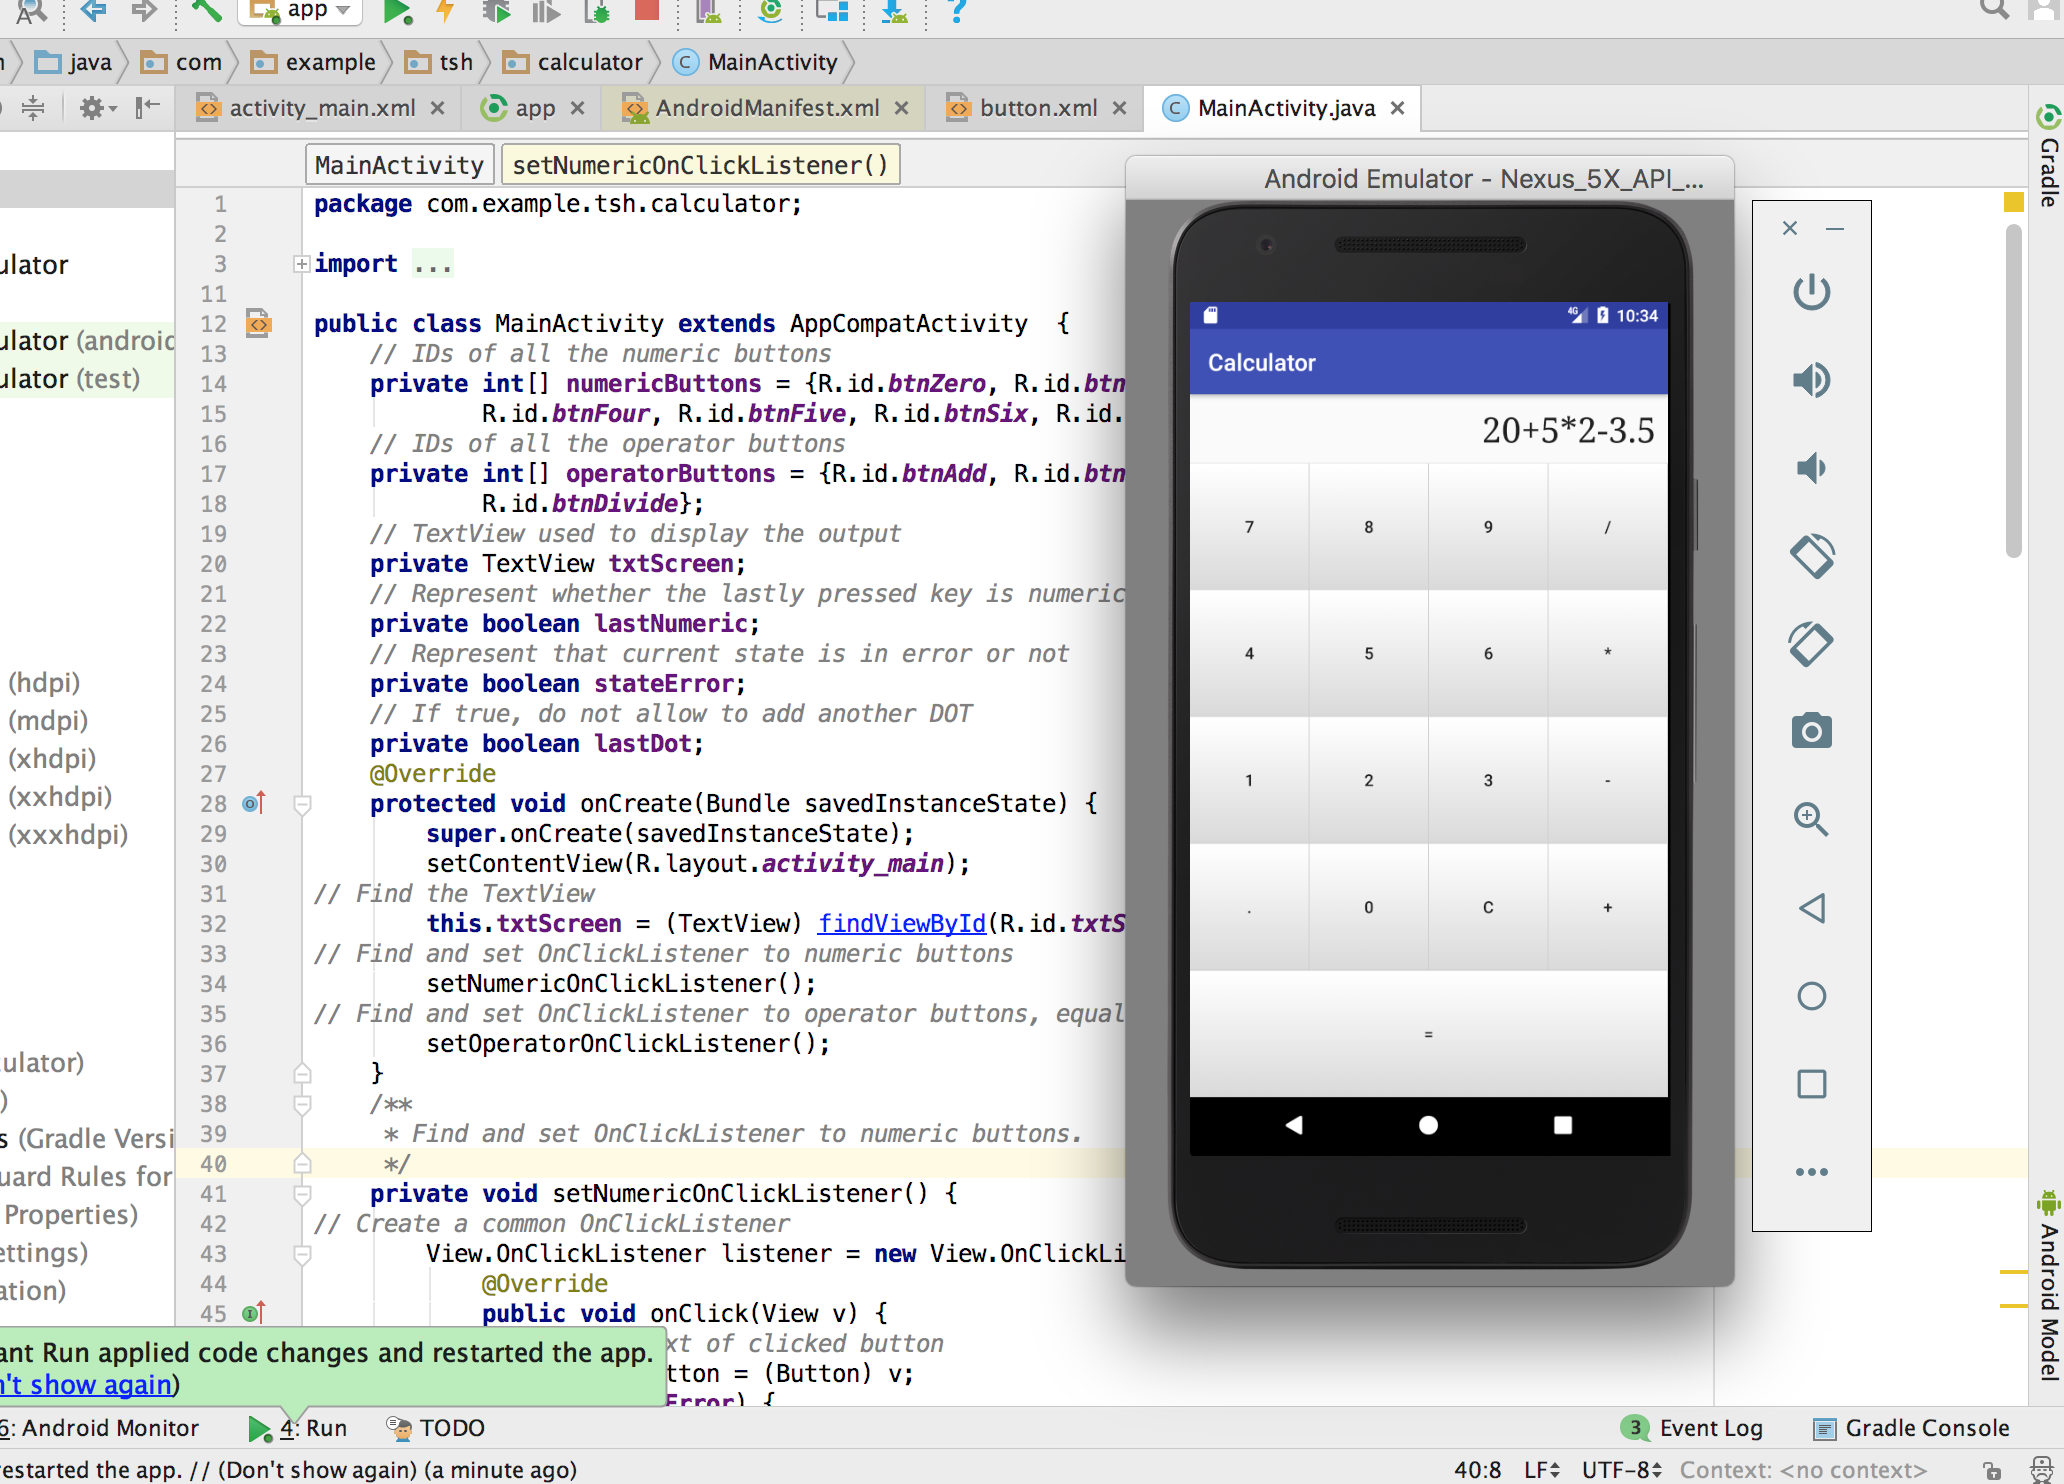 app
java com example tsh calculator MainActivity
activity_main.xml app AndroidManifest.xml button.xml MainActivity.java
MainActivity setNumericOnClickListener()
1 package com.example.tsh.calculator;
2
3 import ...
11
12 public class MainActivity extends AppCompatActivity {
13 // IDs of all the numeric buttons
14 private int[] numericButtons = {R.id.btnZero, R.id.btn
15 R.id.btnFour, R.id.btnFive, R.id.btnSix, R.id.
16 // IDs of all the operator buttons
17 private int[] operatorButtons = {R.id.btnAdd, R.id.btn
18 R.id.btnDivide};
19 // TextView used to display the output
20 private TextView txtScreen;
21 // Represent whether the lastly pressed key is numeric
22 private boolean lastNumeric;
23 // Represent that current state is in error or not
24 private boolean stateError;
25 // If true, do not allow to add another DOT
26 private boolean lastDot;
27 @Override
28 protected void onCreate(Bundle savedInstanceState) {
29 super.onCreate(savedInstanceState);
30 setContentView(R.layout.activity_main);
31 // Find the TextView
32 this.txtScreen = (TextView) findViewById(R.id.txtS
33 // Find and set OnClickListener to numeric buttons
34 setNumericOnClickListener();
35 // Find and set OnClickListener to operator buttons, equal
36 setOperatorOnClickListener();
37 }
38 /**
39 * Find and set OnClickListener to numeric buttons.
40 */
41 private void setNumericOnClickListener() {
42 // Create a common OnClickListener
43 View.OnClickListener listener = new View.OnClickLi
44 @Override
45 public void onClick(View v) {
xt of clicked button
tton = (Button) v;
Error) {
ulator
ulator (android
ulator (test)
(hdpi)
(mdpi)
(xhdpi)
(xxhdpi)
(xxxhdpi)
culator)
)
s (Gradle Versi
uard Rules for
Properties)
ettings)
ation)
Android Emulator - Nexus_5X_API_...
4G 10:34
Calculator
20+5*2-3.5
7 8 9 /
4 5 6 *
1 2 3 -
. 0 C +
=
Gradle
Android Model
ant Run applied code changes and restarted the app.
n't show again)
6: Android Monitor 4: Run TODO 3 Event Log Gradle Console
estarted the app. // (Don't show again) (a minute ago) 40:8 LF UTF-8 Context: <no context>